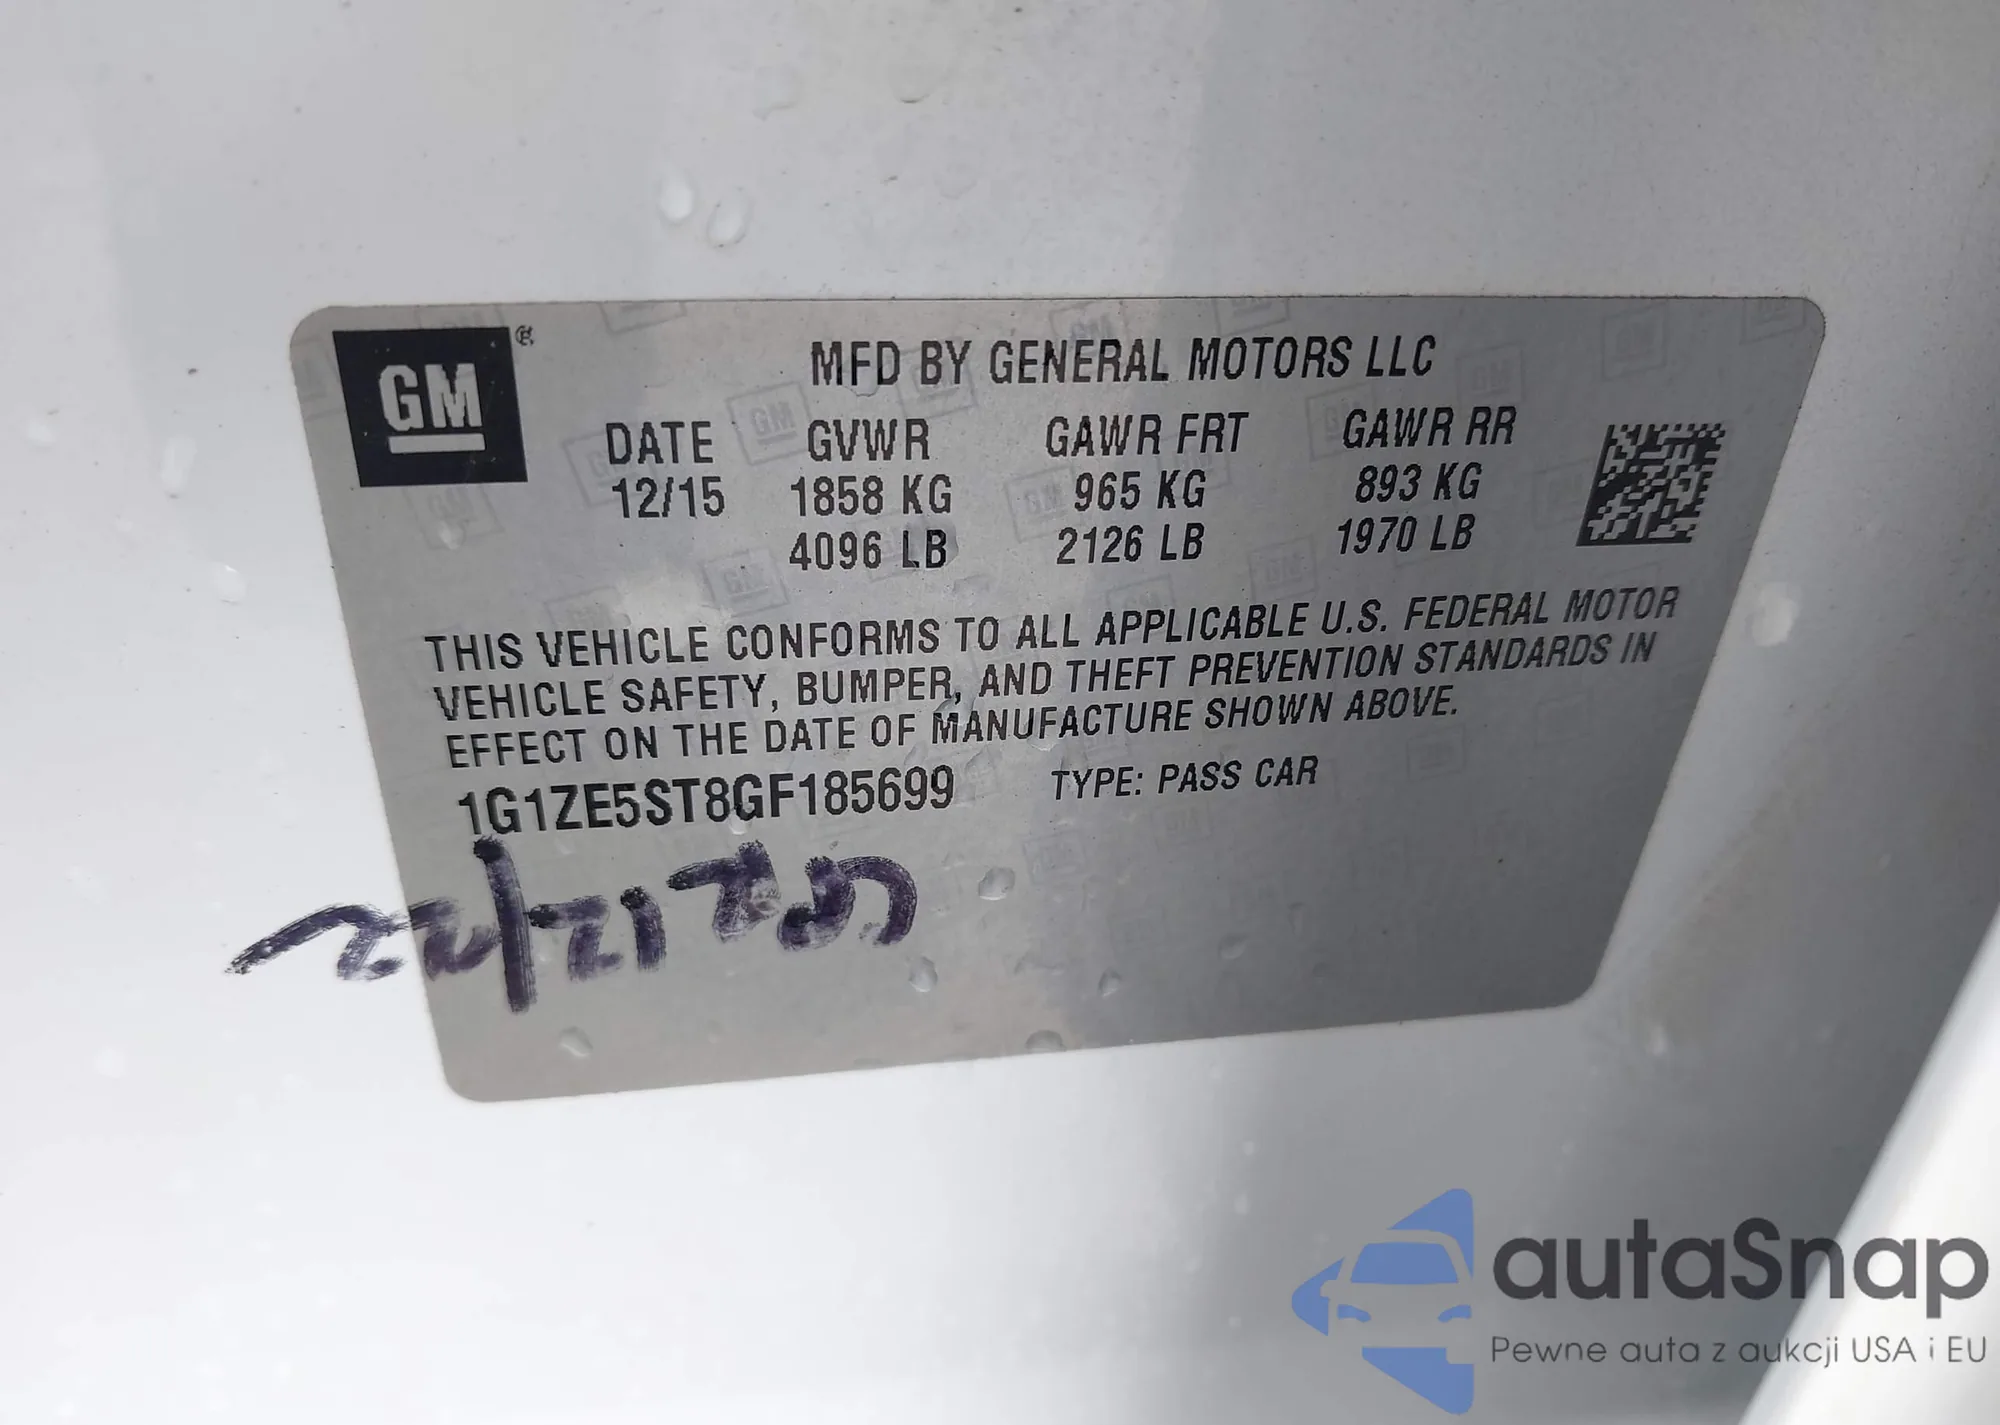 GM ®
MFD BY GENERAL MOTORS LLC
DATE GVWR GAWR FRT GAWR RR
12/15 1858 KG 965 KG 893 KG
4096 LB 2126 LB 1970 LB
THIS VEHICLE CONFORMS TO ALL APPLICABLE U.S. FEDERAL MOTOR
VEHICLE SAFETY, BUMPER, AND THEFT PREVENTION STANDARDS IN
EFFECT ON THE DATE OF MANUFACTURE SHOWN ABOVE.
1G1ZE5ST8GF185699 TYPE: PASS CAR
autaSnap
Pewne auta z aukcji USA i EU